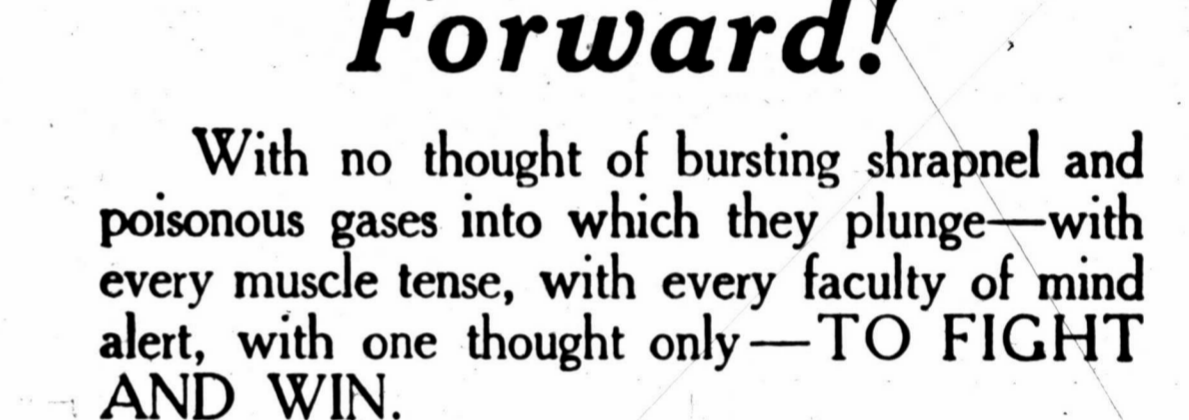 Forward!
With no thought of bursting shrapnel and
poisonous gases into which they plunge—with
every muscle tense, with every faculty of mind
alert, with one thought only—TO FIGHT
AND WIN.